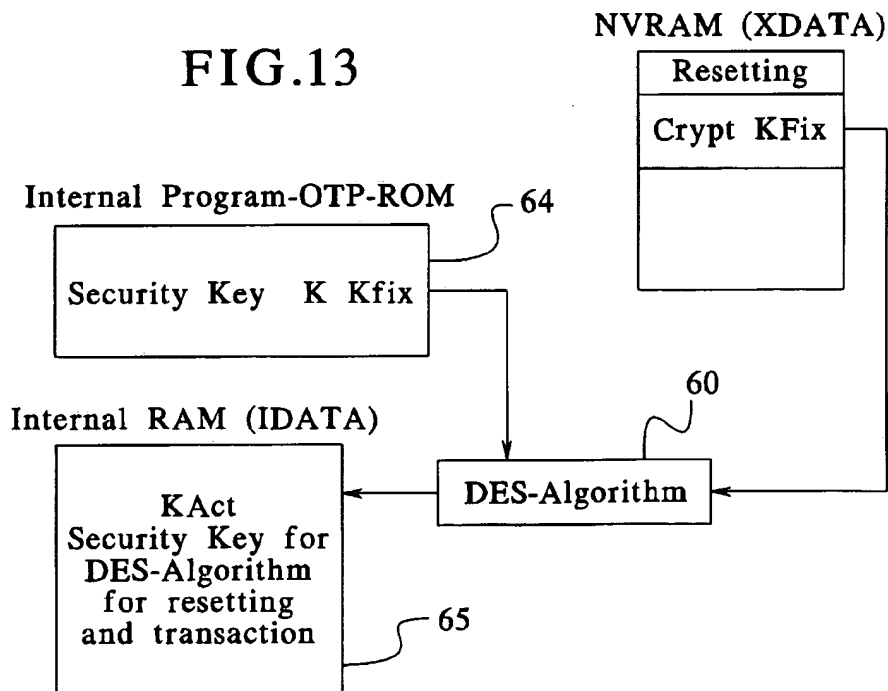 FIG.13
NVRAM (XDATA)
Resetting
Crypt KFix
Internal Program-OTP-ROM
64
Security Key K Kfix
60
Internal RAM (IDATA)
DES-Algorithm
KAct
Security Key for
DES-Algorithm
for resetting
and transaction
65